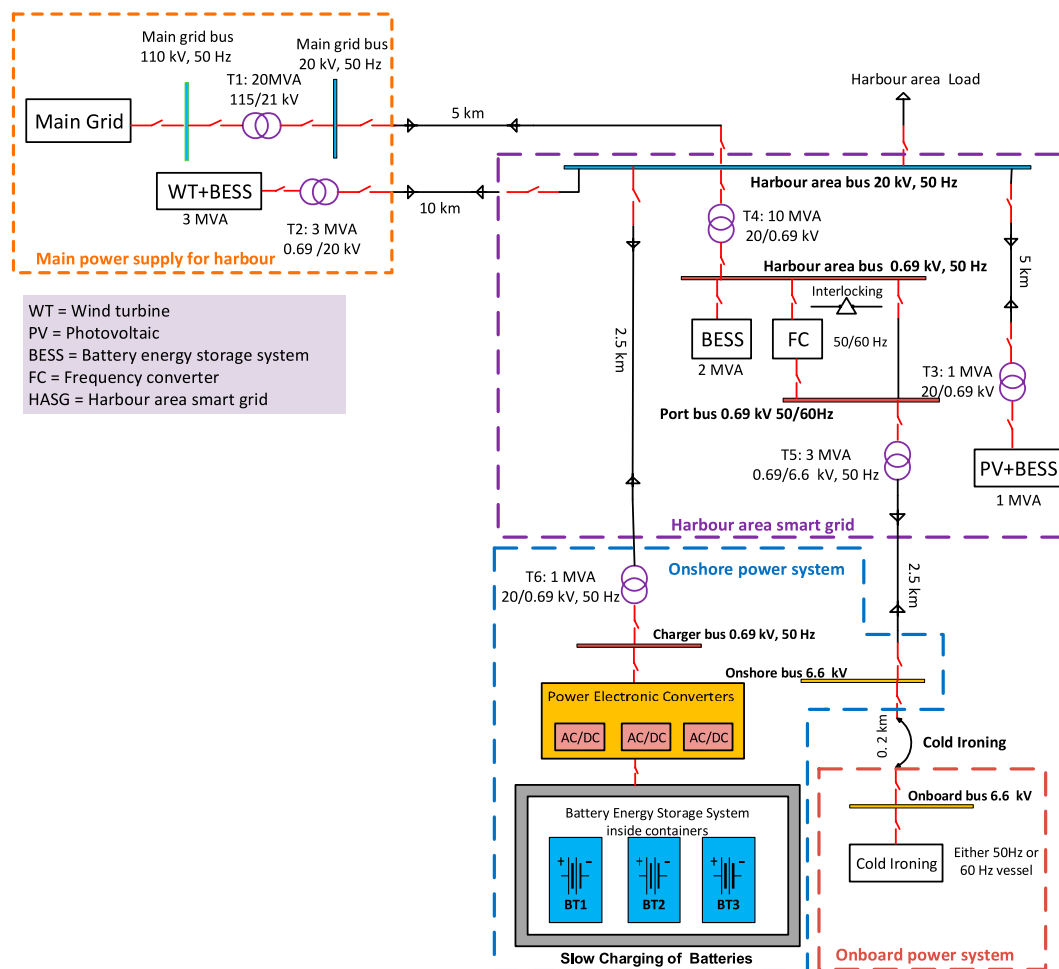 Main grid bus
110 kV, 50 Hz
Main grid bus
20 kV, 50 Hz
T1: 20MVA
115/21 kV
Main Grid
5 km
Harbour area  Load
WT+BESS
3 MVA
T2: 3 MVA
0.69 /20 kV
10 km
Main power supply for harbour
Harbour area bus 20 kV, 50 Hz
T4: 10 MVA
20/0.69 kV
Harbour area bus  0.69 kV, 50 Hz
Interlocking
BESS
2 MVA
FC
50/60 Hz
5 km
T3: 1 MVA
20/0.69 kV
Port bus 0.69 kV 50/60Hz
T5: 3 MVA
0.69/6.6  kV, 50 Hz
PV+BESS
1 MVA
2.5 km
Harbour area smart grid
WT = Wind turbine
PV = Photovoltaic
BESS = Battery energy storage system
FC = Frequency converter
HASG = Harbour area smart grid
Onshore power system
T6: 1 MVA
20/0.69 kV, 50 Hz
2.5 km
Charger bus 0.69 kV, 50 Hz
Onshore bus 6.6  kV
Power Electronic Converters
AC/DC
AC/DC
AC/DC
0. 2 km
Cold Ironing
Battery Energy Storage System
inside containers
+ -
+ -
+ -
BT1
BT2
BT3
Slow Charging of  Batteries
Onboard bus 6.6  kV
Cold Ironing
Either 50Hz or
60 Hz vessel
Onboard power system